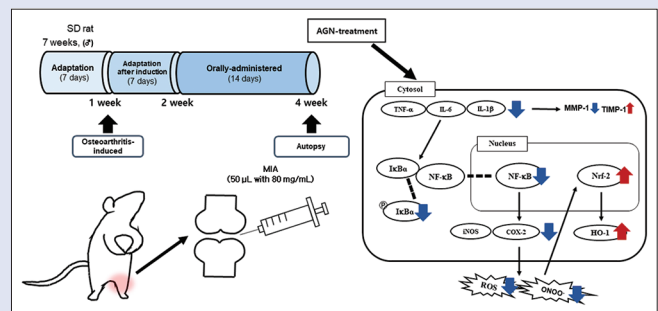 SD rat
7 weeks, (♂)
Adaptation
(7 days)
Adaptation
after induction
(7 days)
Orally-administered
(14 days)
1 week
2 week
4 week
Osteoarthritis-
induced
Autopsy
MIA
(50 µL with 80 mg/mL)
AGN-treatment
Cytosol
TNF-α
IL-6
IL-1β
MMP-1
TIMP-1
Nucleus
IκBα
NF-κB
NF-κB
Nrf-2
P
IκBα
iNOS
COX-2
HO-1
ROS
ONOO-